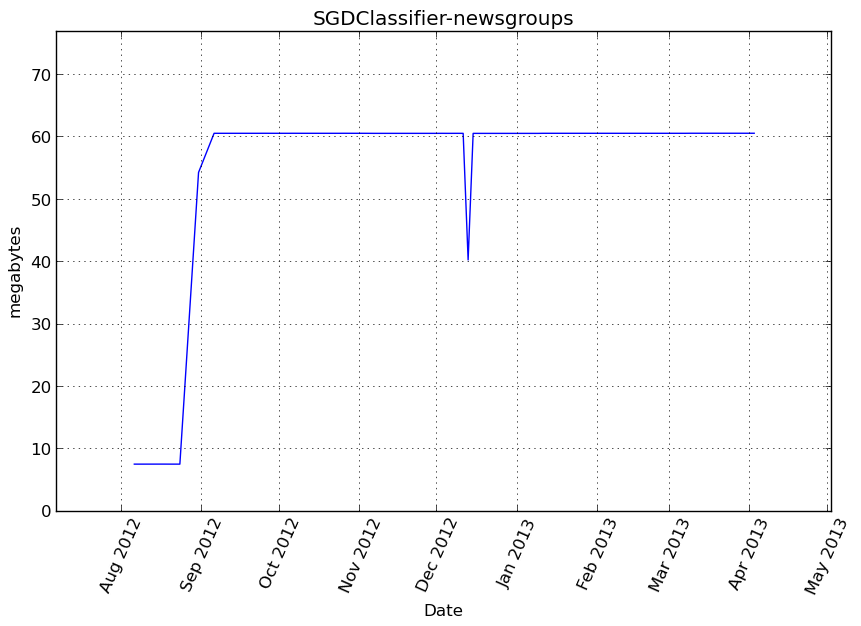 SGDClassifier-newsgroups
megabytes
70
60
50
40
30
20
10
0
Aug 2012
Sep 2012
Oct 2012
Nov 2012
Dec 2012
Jan 2013
Feb 2013
Mar 2013
Apr 2013
May 2013
Date